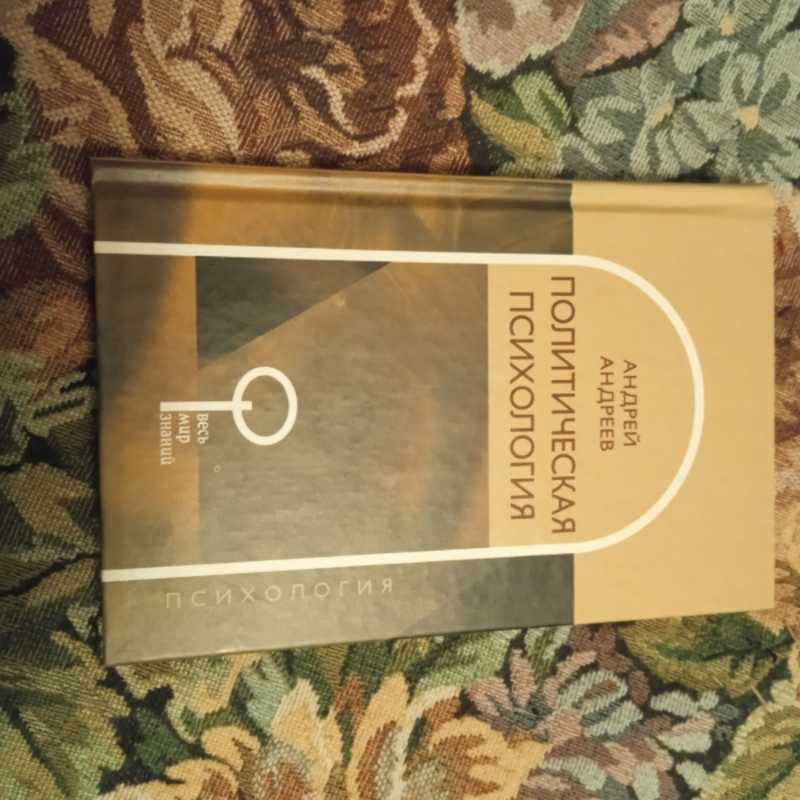 АНДРЕЙ
АНДРЕЕВ
ПОЛИТИЧЕСКАЯ
ПСИХОЛОГИЯ
весь
мир
знаний
ПСИХОЛОГИЯ